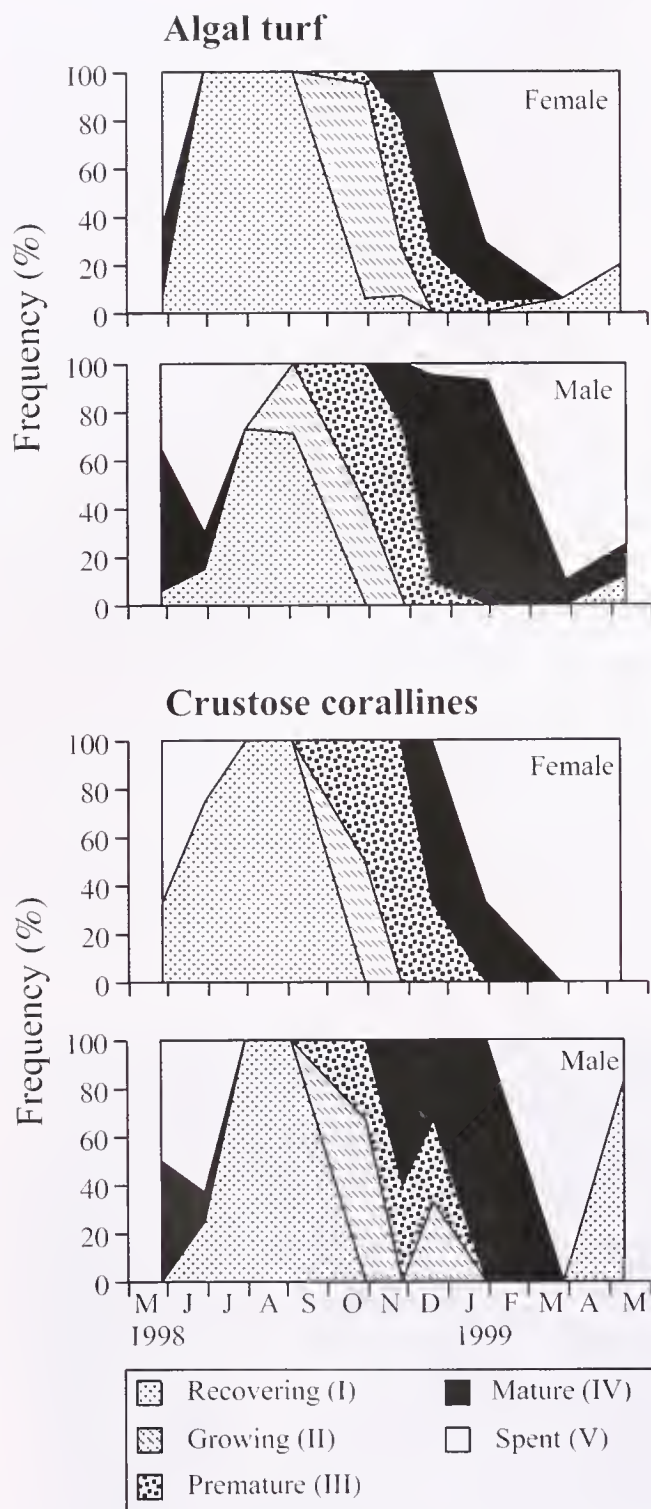 Algal turf
100
80
60
40
20
0
Female
100
80
60
40
20
0
Male
Frequency (%)
Crustose corallines
100
80
60
40
20
0
Female
100
80
60
40
20
0
Male
Frequency (%)
M J J A S O N D J F M A M
1998 1999
Recovering (I) Mature (IV)
Growing (II) Spent (V)
Premature (III)